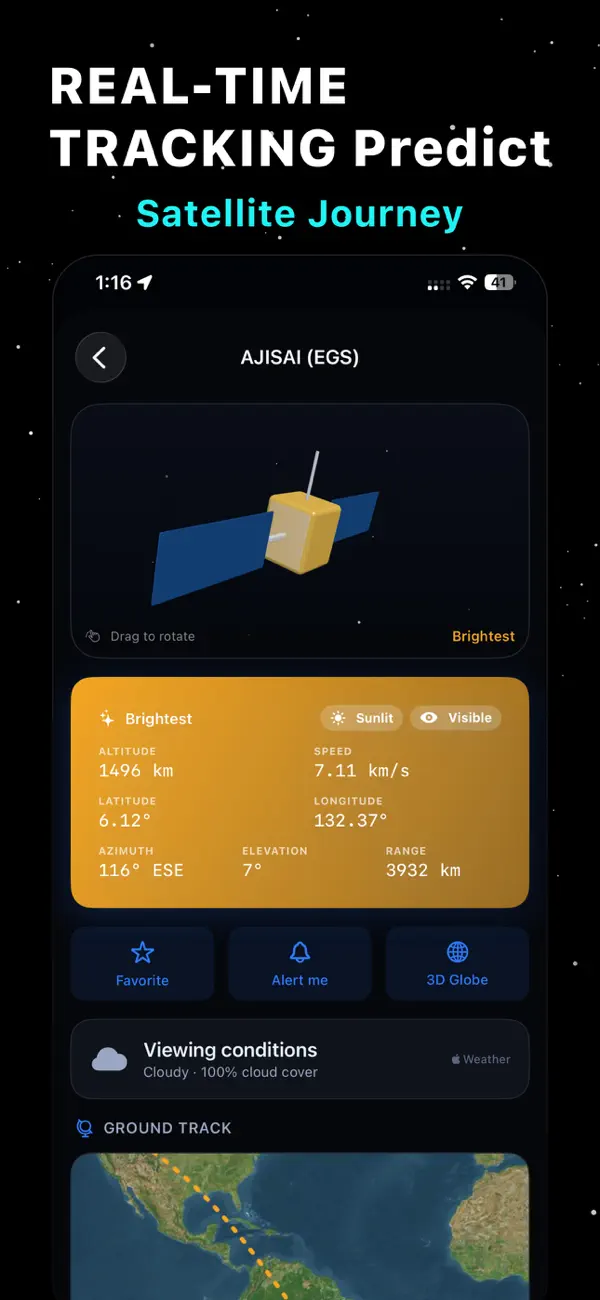 REAL-TIME
TRACKING Predict
Satellite Journey
1:16
41
AJISAI (EGS)
Drag to rotate
Brightest
Brightest
Sunlit
Visible
ALTITUDE
SPEED
1496 km
7.11 km/s
LATITUDE
LONGITUDE
6.12°
132.37°
AZIMUTH
ELEVATION
RANGE
116° ESE
7°
3932 km
Favorite
Alert me
3D Globe
Viewing conditions
Cloudy · 100% cloud cover
Weather
GROUND TRACK